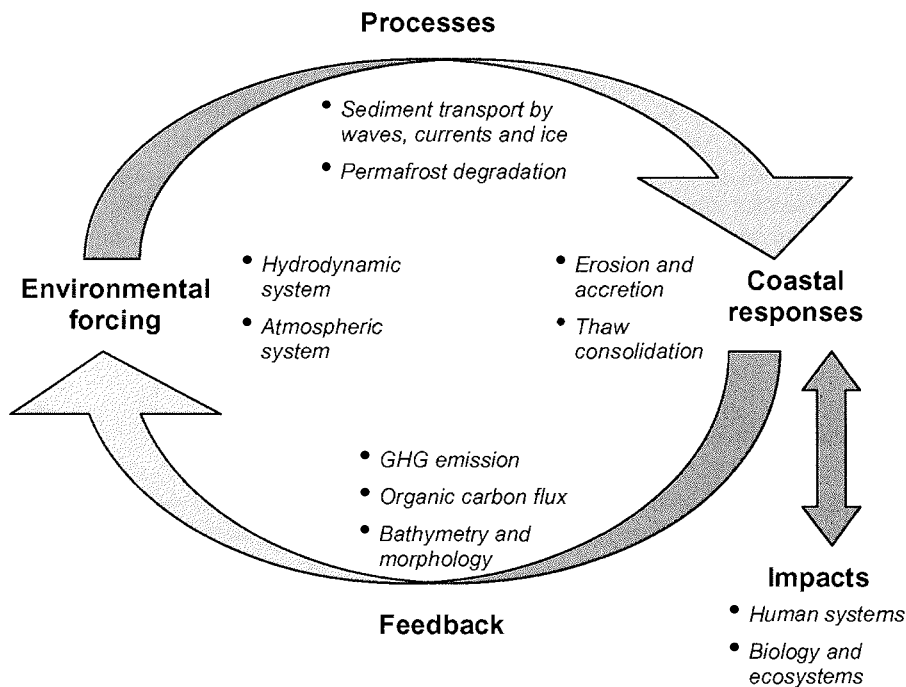 Processes
• Sediment transport by
waves, currents and ice
• Permafrost degradation
Environmental
forcing
• Hydrodynamic
system
• Atmospheric
system
• Erosion and
accretion
• Thaw
consolidation
Coastal
responses
• GHG emission
• Organic carbon flux
• Bathymetry and
morphology
Feedback
Impacts
• Human systems
• Biology and
ecosystems